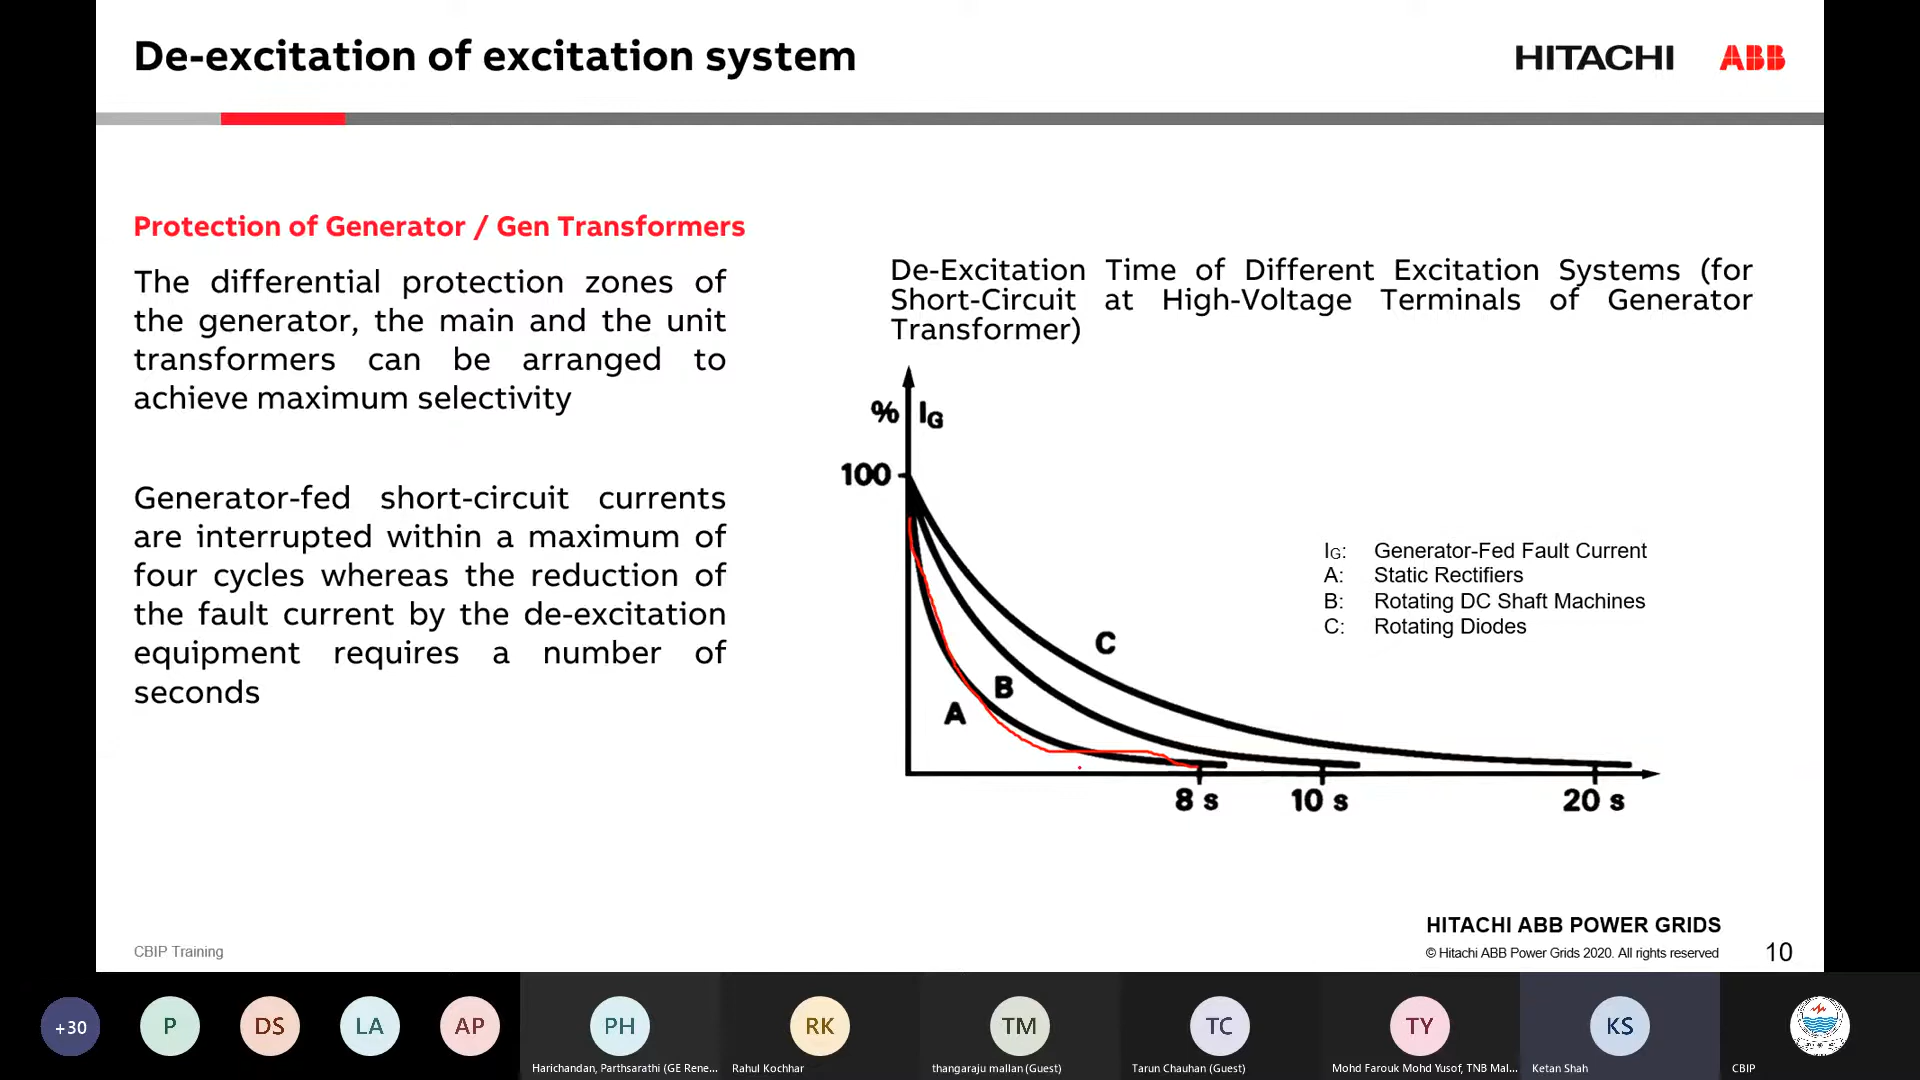 De-excitation of excitation system
HITACHI ABB
Protection of Generator / Gen Transformers
The differential protection zones of
the generator, the main and the unit
transformers can be arranged to
achieve maximum selectivity
Generator-fed short-circuit currents
are interrupted within a maximum of
four cycles whereas the reduction of
the fault current by the de-excitation
equipment requires a number of
seconds
De-Excitation Time of Different Excitation Systems (for
Short-Circuit at High-Voltage Terminals of Generator
Transformer)
% IG
100
C
B
A
8 s 10 s 20 s
IG: Generator-Fed Fault Current
A: Static Rectifiers
B: Rotating DC Shaft Machines
C: Rotating Diodes
HITACHI ABB POWER GRIDS
CBIP Training
© Hitachi ABB Power Grids 2020. All rights reserved 10
+30 P DS LA AP PH RK TM TC TY KS
Harichandan, Parthsarathi (GE Rene... Rahul Kochhar thangaraju mallan (Guest) Tarun Chauhan (Guest) Mohd Farouk Mohd Yusof, TNB Mal... Ketan Shah CBIP